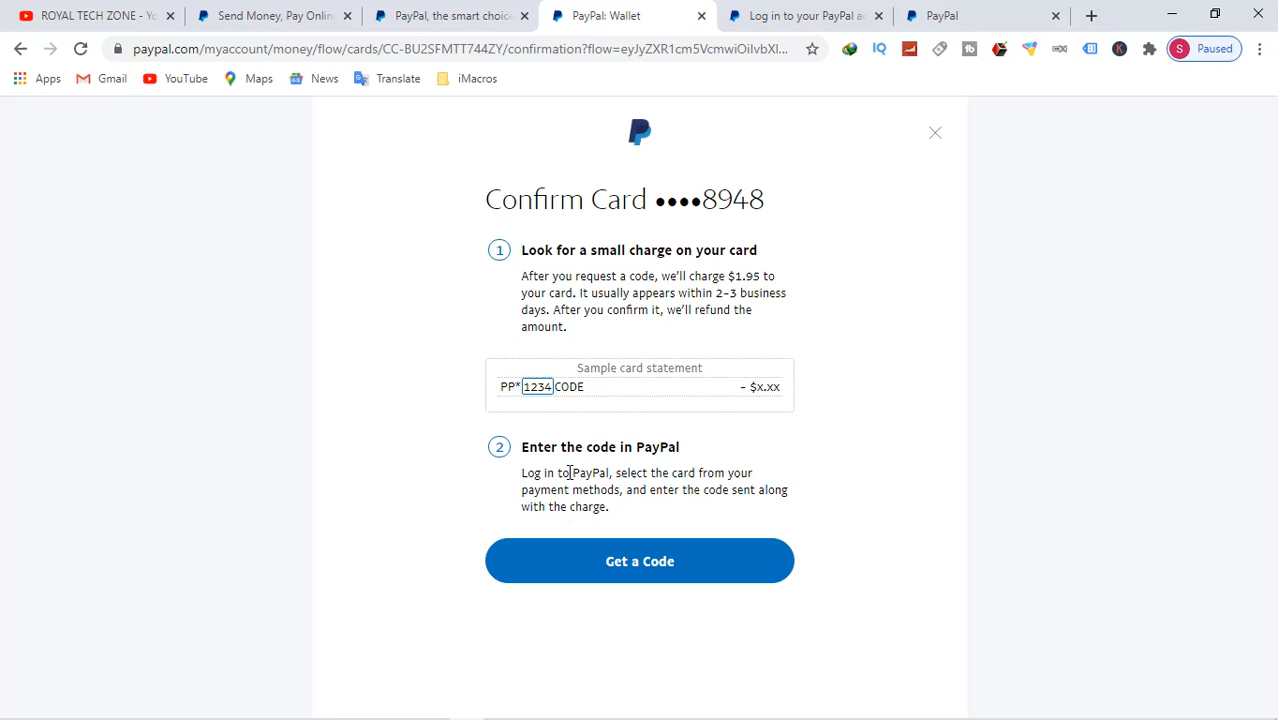 ROYAL TECH ZONE - Yo
Send Money, Pay Onlin
PayPal, the smart choic
PayPal: Wallet
Log in to your PayPal ac
PayPal
paypal.com/myaccount/money/flow/cards/CC-BU2SFMTT744ZY/confirmation?flow=eyJyZXR1cm5VcmwiOiIvbXl...
Paused
Apps
Gmail
YouTube
Maps
News
Translate
iMacros
Confirm Card ••••8948
1 Look for a small charge on your card
After you request a code, we’ll charge $1.95 to
your card. It usually appears within 2-3 business
days. After you confirm it, we’ll refund the
amount.
Sample card statement
PP*1234CODE - $x.xx
2 Enter the code in PayPal
Log in to PayPal, select the card from your
payment methods, and enter the code sent along
with the charge.
Get a Code